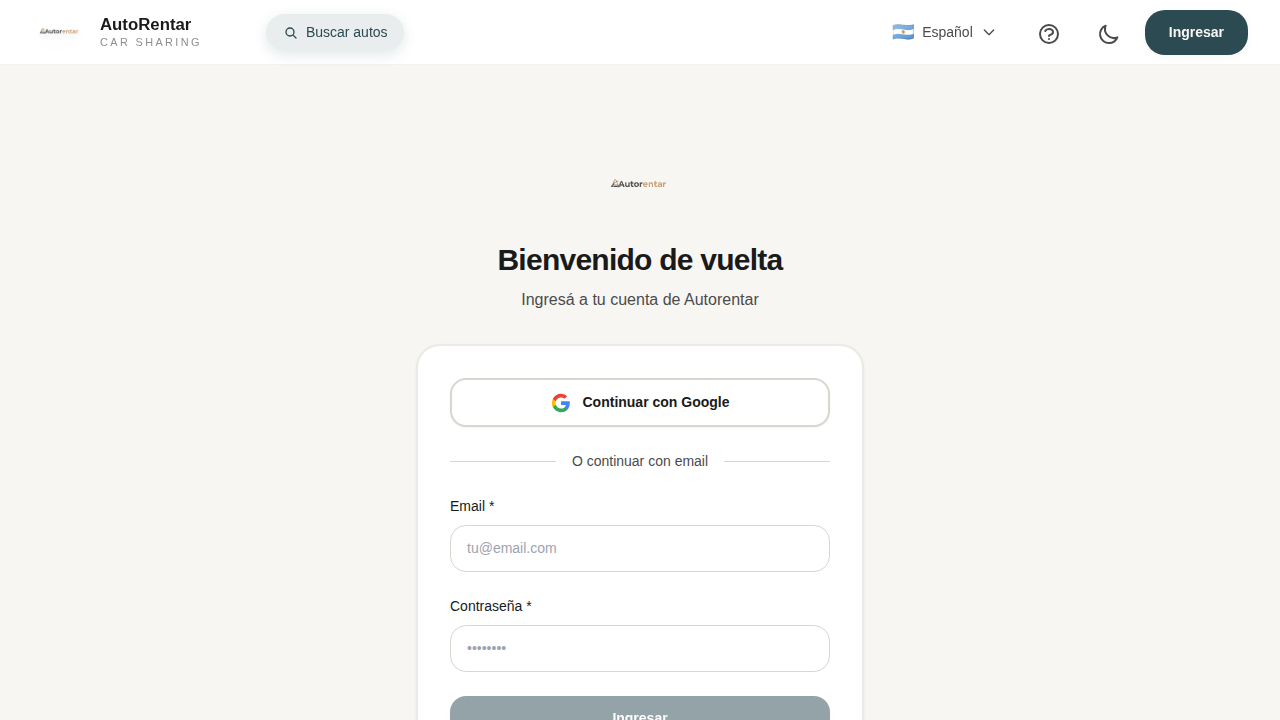 Autorentar
AutoRentar
CAR SHARING
Buscar autos
Español
Ingresar
Autorentar
Bienvenido de vuelta
Ingresá a tu cuenta de Autorentar
Continuar con Google
O continuar con email
Email *
tu@email.com
Contraseña *
••••••••
Ingresar